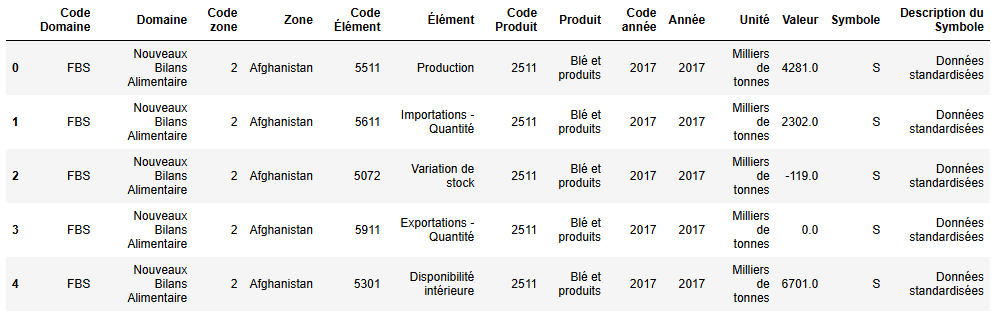 Code Domaine Domaine Code zone Zone Code Élément Élément Code Produit Produit Code année Année Unité Valeur Symbole Description du Symbole
0 FBS Nouveaux Bilans Alimentaire 2 Afghanistan 5511 Production 2511 Blé et produits 2017 2017 Milliers de tonnes 4281.0 S Données standardisées
1 FBS Nouveaux Bilans Alimentaire 2 Afghanistan 5611 Importations - Quantité 2511 Blé et produits 2017 2017 Milliers de tonnes 2302.0 S Données standardisées
2 FBS Nouveaux Bilans Alimentaire 2 Afghanistan 5072 Variation de stock 2511 Blé et produits 2017 2017 Milliers de tonnes -119.0 S Données standardisées
3 FBS Nouveaux Bilans Alimentaire 2 Afghanistan 5911 Exportations - Quantité 2511 Blé et produits 2017 2017 Milliers de tonnes 0.0 S Données standardisées
4 FBS Nouveaux Bilans Alimentaire 2 Afghanistan 5301 Disponibilité intérieure 2511 Blé et produits 2017 2017 Milliers de tonnes 6701.0 S Données standardisées